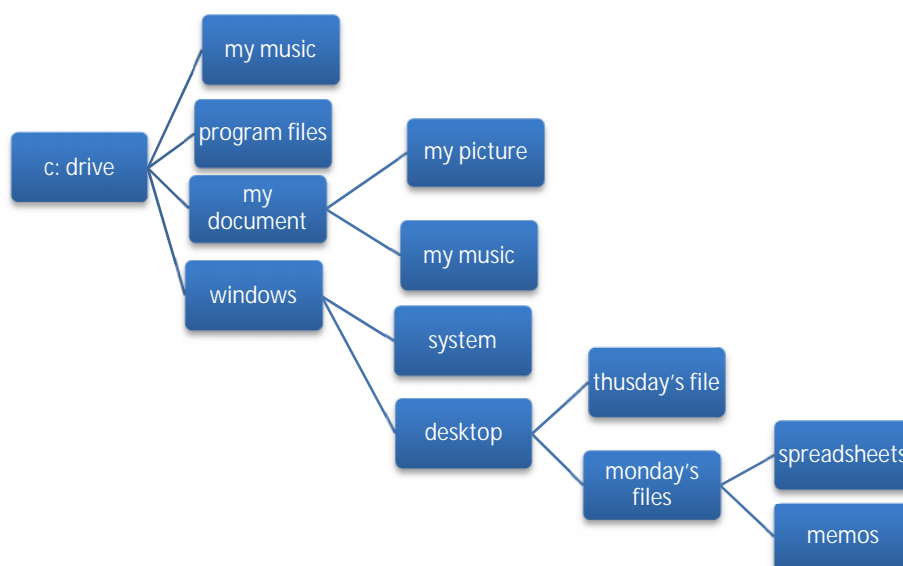 my music
program files
c: drive
my picture
my
document
my music
windows
system
thusday's file
desktop
monday's
files
spreadsheets
memos